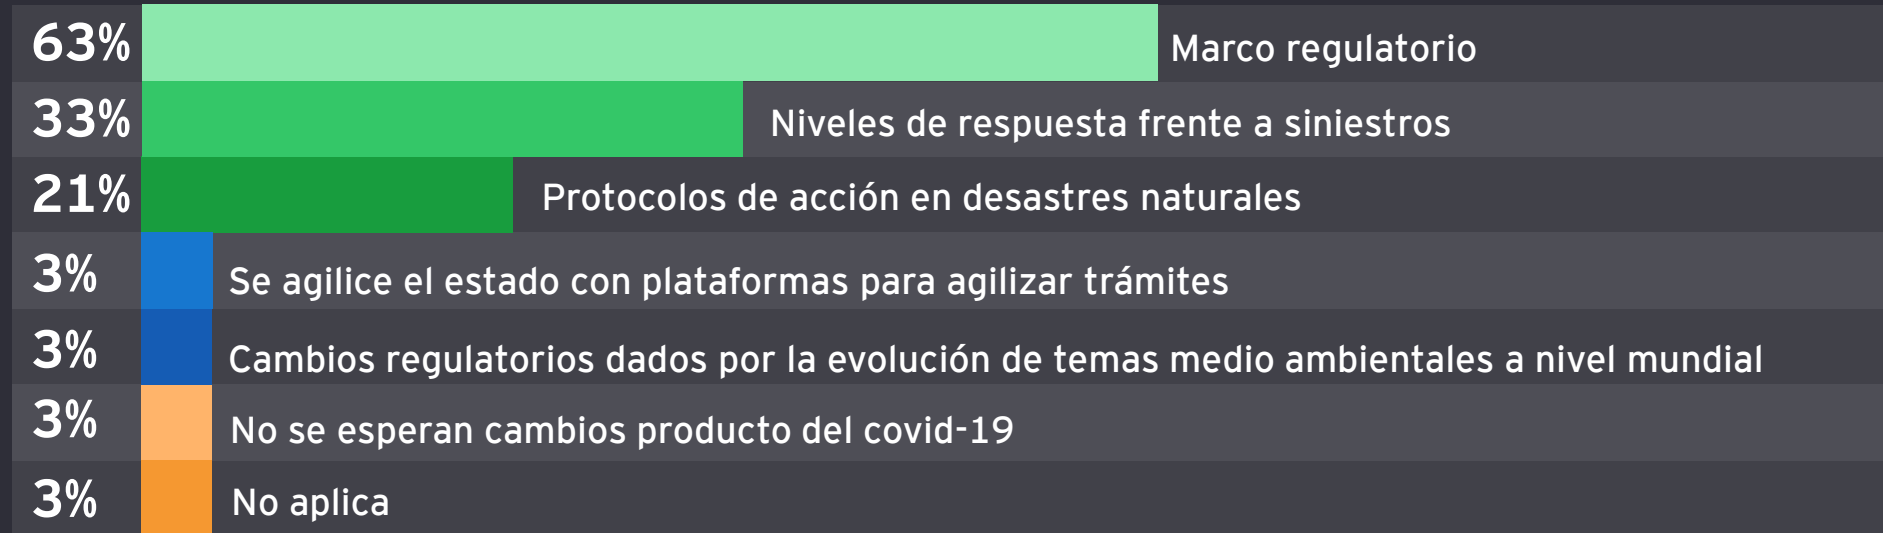 63% Marco regulatorio
33% Niveles de respuesta frente a siniestros
21% Protocolos de acción en desastres naturales
3% Se agilice el estado con plataformas para agilizar trámites
3% Cambios regulatorios dados por la evolución de temas medio ambientales a nivel mundial
3% No se esperan cambios producto del covid-19
3% No aplica